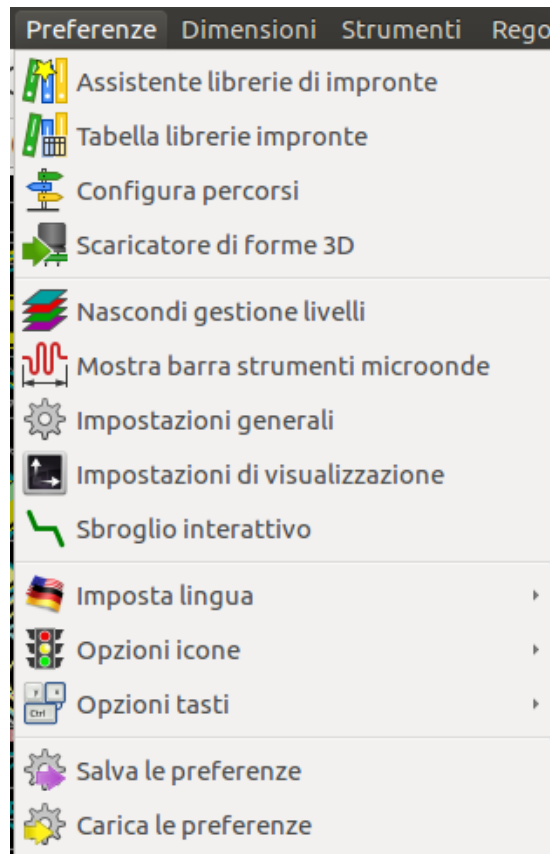 Preferenze Dimensioni Strumenti Rego
Assistente librerie di impronte
Tabella librerie impronte
Configura percorsi
Scaricatore di forme 3D
Nascondi gestione livelli
Mostra barra strumenti microonde
Impostazioni generali
Impostazioni di visualizzazione
Sbroglio interattivo
Imposta lingua
Opzioni icone
Opzioni tasti
Salva le preferenze
Carica le preferenze